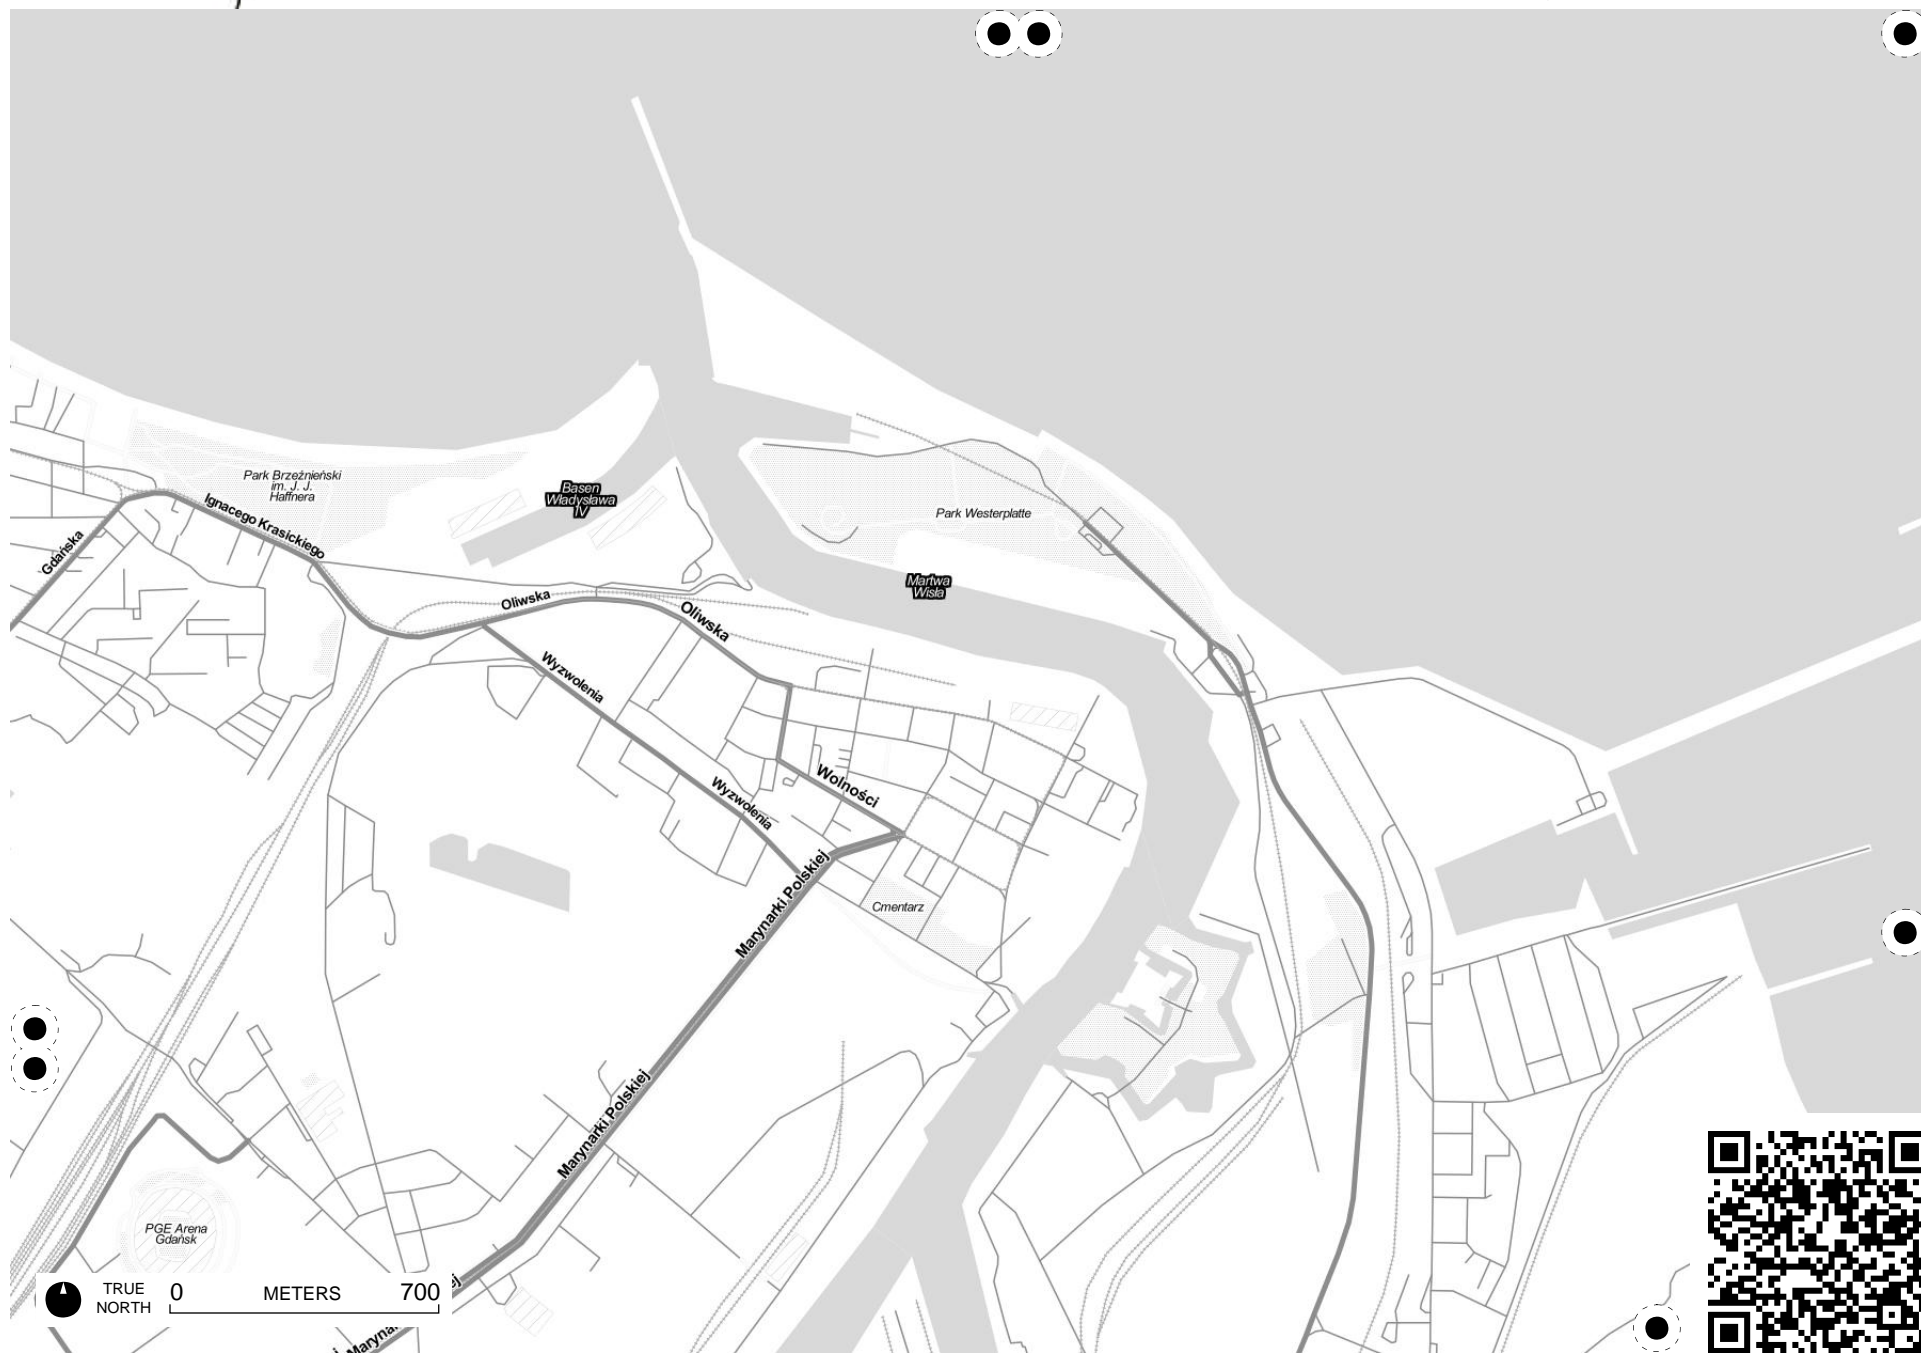 Park Brzeźnieński
im. J. J.
Haffnera
Basen
Władysława
IV
Ignacego Krasickiego
Gdańska
Park Westerplatte
Martwa
Wisła
Oliwska
Oliwska
Wyzwolenia
Wyzwolenia
Wolności
Marynarki Polskiej
Cmentarz
Marynarki Polskiej
PGE Arena
Gdańsk
TRUE
NORTH
0 METERS 700